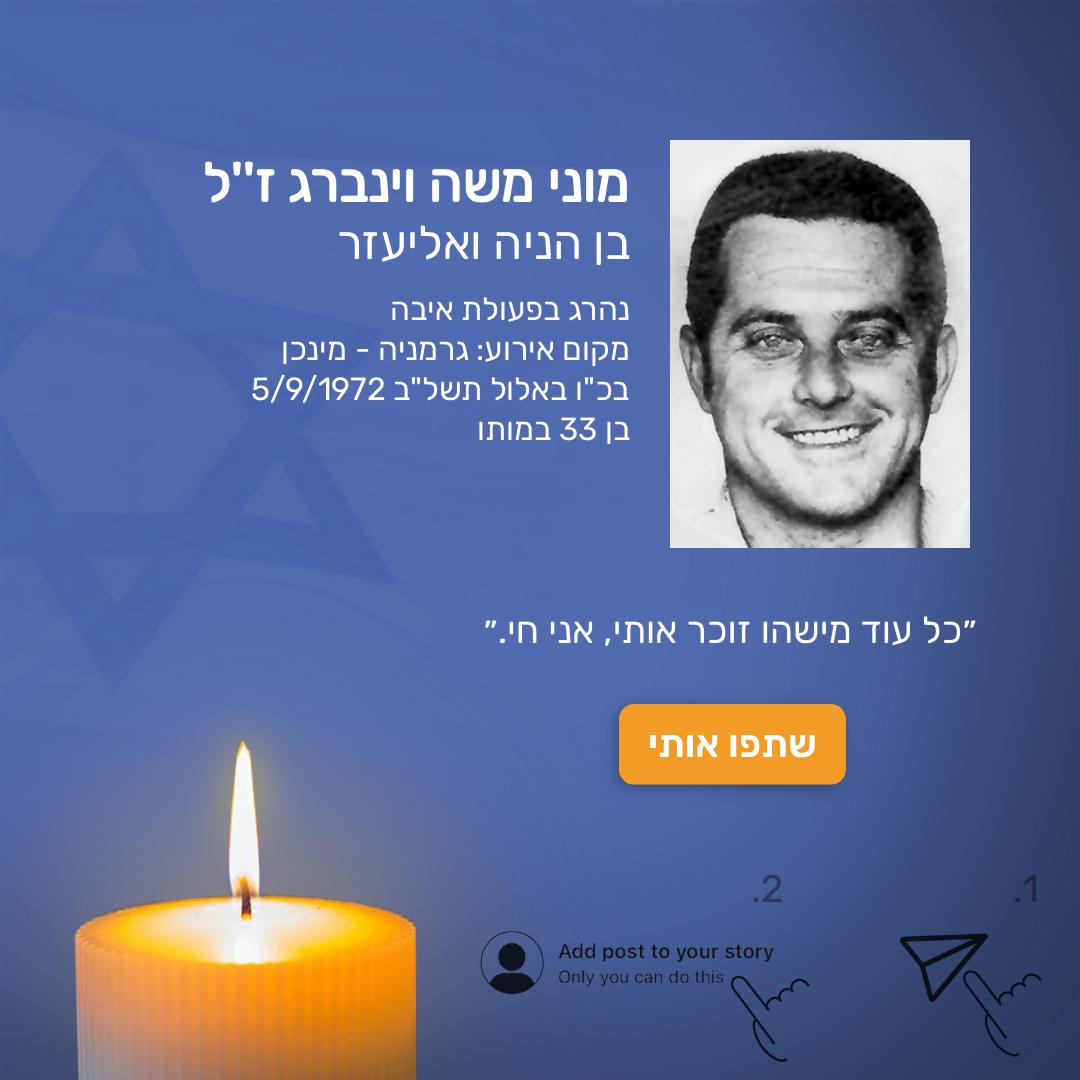 מוני משה וינברג ז"ל
בן הניה ואליעזר
נהרג בפעולת איבה
מקום אירוע: גרמניה - מינכן
בכ"ו באלול תשל"ב 5/9/1972
בן 33 במותו
״כל עוד מישהו זוכר אותי, אני חי.״
שתפו אותי
.1
.2
Add post to your story
Only you can do this